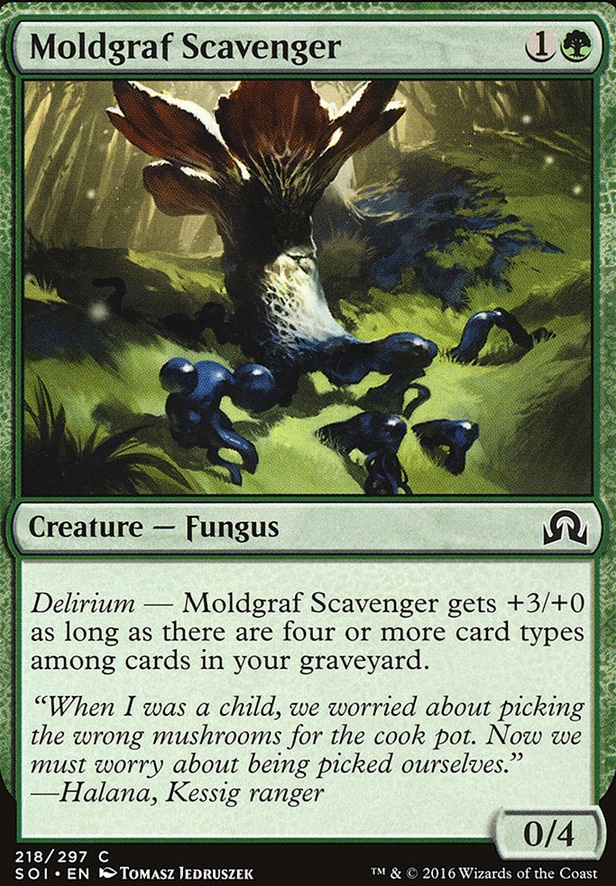 Moldgraf Scavenger 1
Creature — Fungus
Delirium — Moldgraf Scavenger gets +3/+0
as long as there are four or more card types
among cards in your graveyard.
“When I was a child, we worried about picking
the wrong mushrooms for the cook pot. Now we
must worry about being picked ourselves.”
—Halana, Kessig ranger
0/4
218/297 C
SOI • EN Tomasz Jedruszek
™ & © 2016 Wizards of the Coast